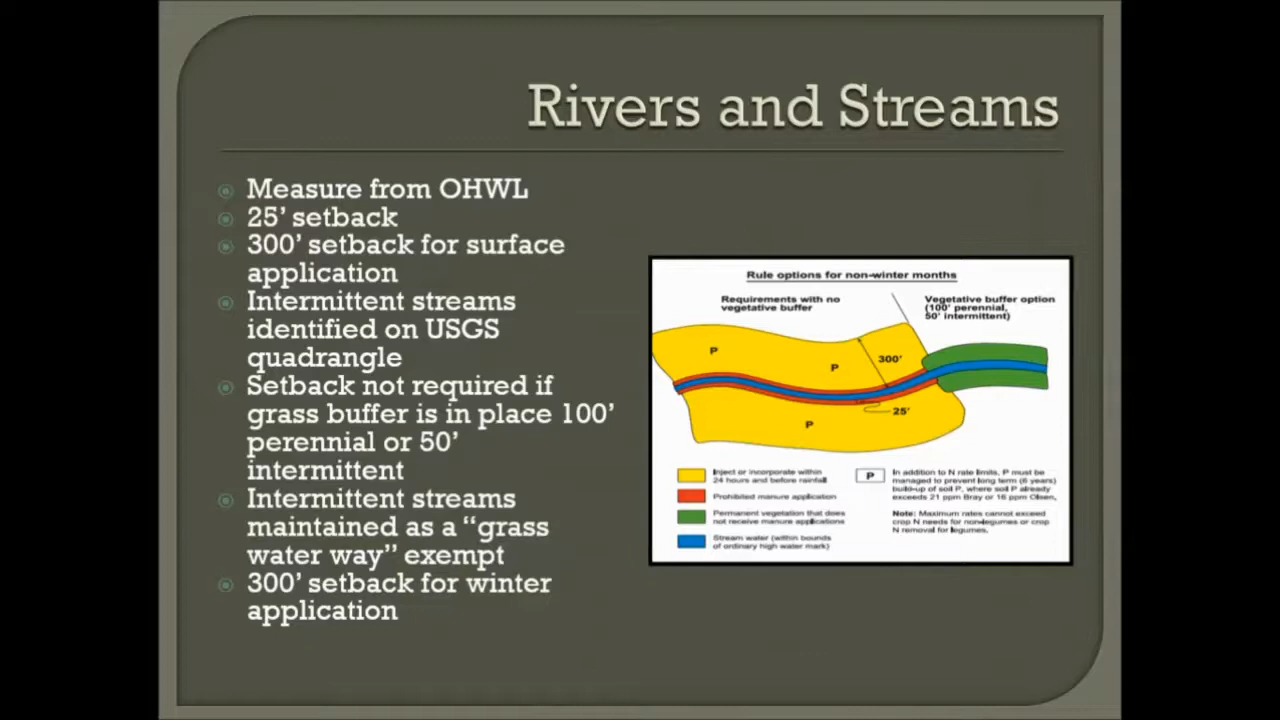 Rivers and Streams
Measure from OHWL
25’ setback
300’ setback for surface
application
Intermittent streams
identified on USGS
quadrangle
Setback not required if
grass buffer is in place 100’
perennial or 50’
intermittent
Intermittent streams
maintained as a “grass
water way” exempt
300’ setback for winter
application
Rule options for non-winter months
Requirements with no
vegetative buffer
Vegetative buffer option
(100' perennial,
50' intermittent)
P
P
300'
25'
P
Inject or incorporate within
24 hours and before rainfall
Prohibited manure application
Permanent vegetation that does
not receive manure applications
Stream water (within bounds
of ordinary high water mark)
P
In addition to N rate limits, P must be
managed to prevent long term (6 years)
build-up of soil P, where soil P already
exceeds 21 ppm Bray or 16 ppm Olsen,
Note: Maximum rates cannot exceed
crop N needs for non-legumes or crop
N removal for legumes.